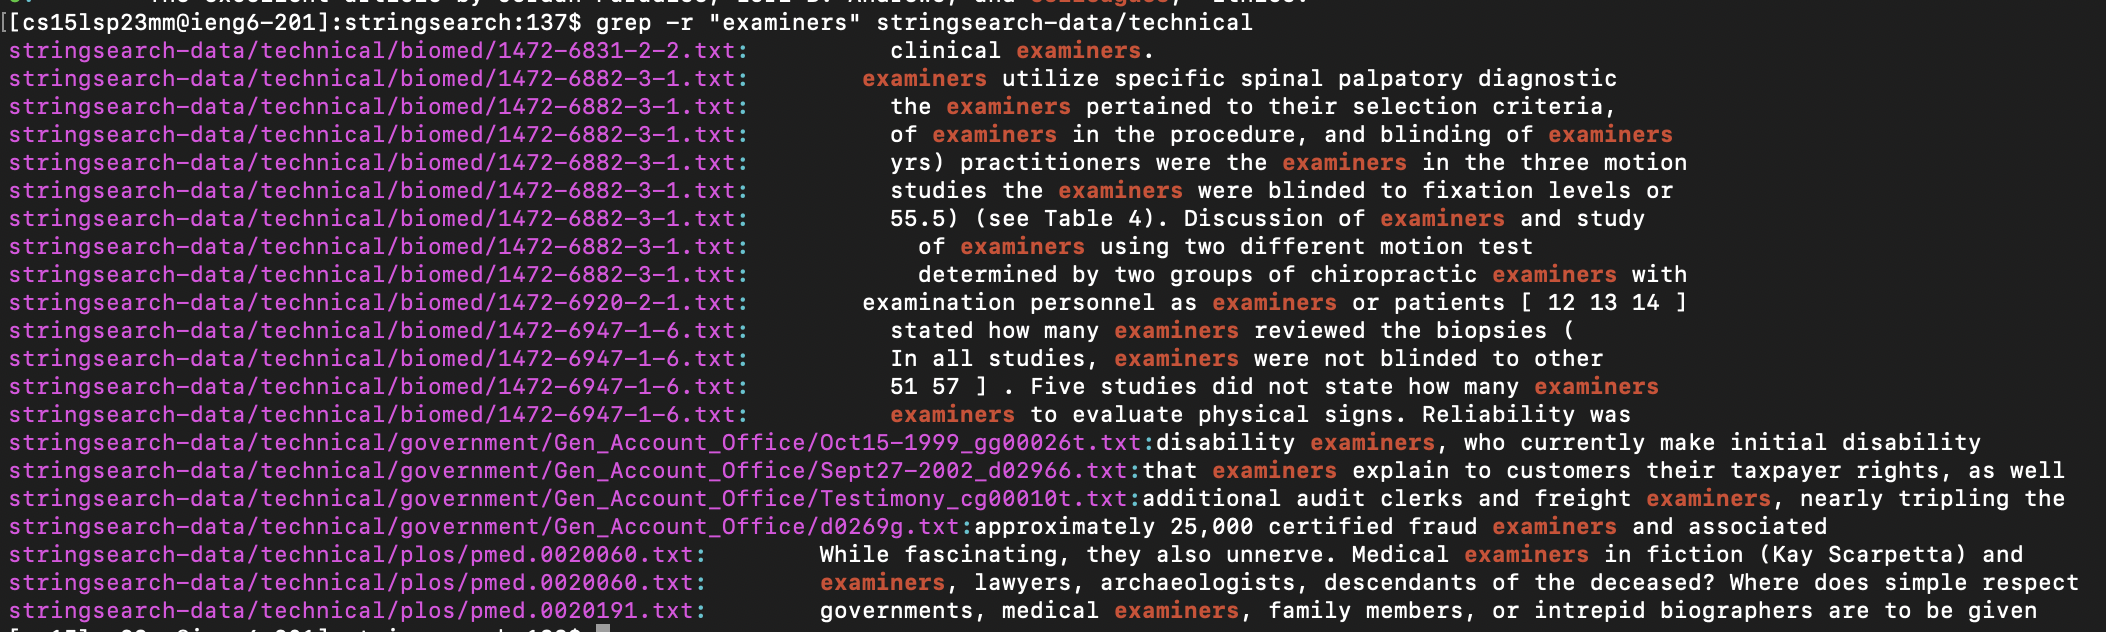 The excellent article by Jordan Paradise, Lori B. Andrews, and colleagues, "Ethics.
[[cs15lsp23mm@ieng6-201]:stringsearch:137$ grep -r "examiners" stringsearch-data/technical
stringsearch-data/technical/biomed/1472-6831-2-2.txt:          clinical examiners.
stringsearch-data/technical/biomed/1472-6882-3-1.txt:        examiners utilize specific spinal palpatory diagnostic
stringsearch-data/technical/biomed/1472-6882-3-1.txt:          the examiners pertained to their selection criteria,
stringsearch-data/technical/biomed/1472-6882-3-1.txt:          of examiners in the procedure, and blinding of examiners
stringsearch-data/technical/biomed/1472-6882-3-1.txt:          yrs) practitioners were the examiners in the three motion
stringsearch-data/technical/biomed/1472-6882-3-1.txt:          studies the examiners were blinded to fixation levels or
stringsearch-data/technical/biomed/1472-6882-3-1.txt:          55.5) (see Table 4). Discussion of examiners and study
stringsearch-data/technical/biomed/1472-6882-3-1.txt:            of examiners using two different motion test
stringsearch-data/technical/biomed/1472-6882-3-1.txt:            determined by two groups of chiropractic examiners with
stringsearch-data/technical/biomed/1472-6920-2-1.txt:        examination personnel as examiners or patients [ 12 13 14 ]
stringsearch-data/technical/biomed/1472-6947-1-6.txt:          stated how many examiners reviewed the biopsies (
stringsearch-data/technical/biomed/1472-6947-1-6.txt:          In all studies, examiners were not blinded to other
stringsearch-data/technical/biomed/1472-6947-1-6.txt:          51 57 ] . Five studies did not state how many examiners
stringsearch-data/technical/biomed/1472-6947-1-6.txt:          examiners to evaluate physical signs. Reliability was
stringsearch-data/technical/government/Gen_Account_Office/Oct15-1999_gg00026t.txt:disability examiners, who currently make initial disability
stringsearch-data/technical/government/Gen_Account_Office/Sept27-2002_d02966.txt:that examiners explain to customers their taxpayer rights, as well
stringsearch-data/technical/government/Gen_Account_Office/Testimony_cg00010t.txt:additional audit clerks and freight examiners, nearly tripling the
stringsearch-data/technical/government/Gen_Account_Office/d0269g.txt:approximately 25,000 certified fraud examiners and associated
stringsearch-data/technical/plos/pmed.0020060.txt:        While fascinating, they also unnerve. Medical examiners in fiction (Kay Scarpetta) and
stringsearch-data/technical/plos/pmed.0020060.txt:        examiners, lawyers, archaeologists, descendants of the deceased? Where does simple respect
stringsearch-data/technical/plos/pmed.0020191.txt:        governments, medical examiners, family members, or intrepid biographers are to be given